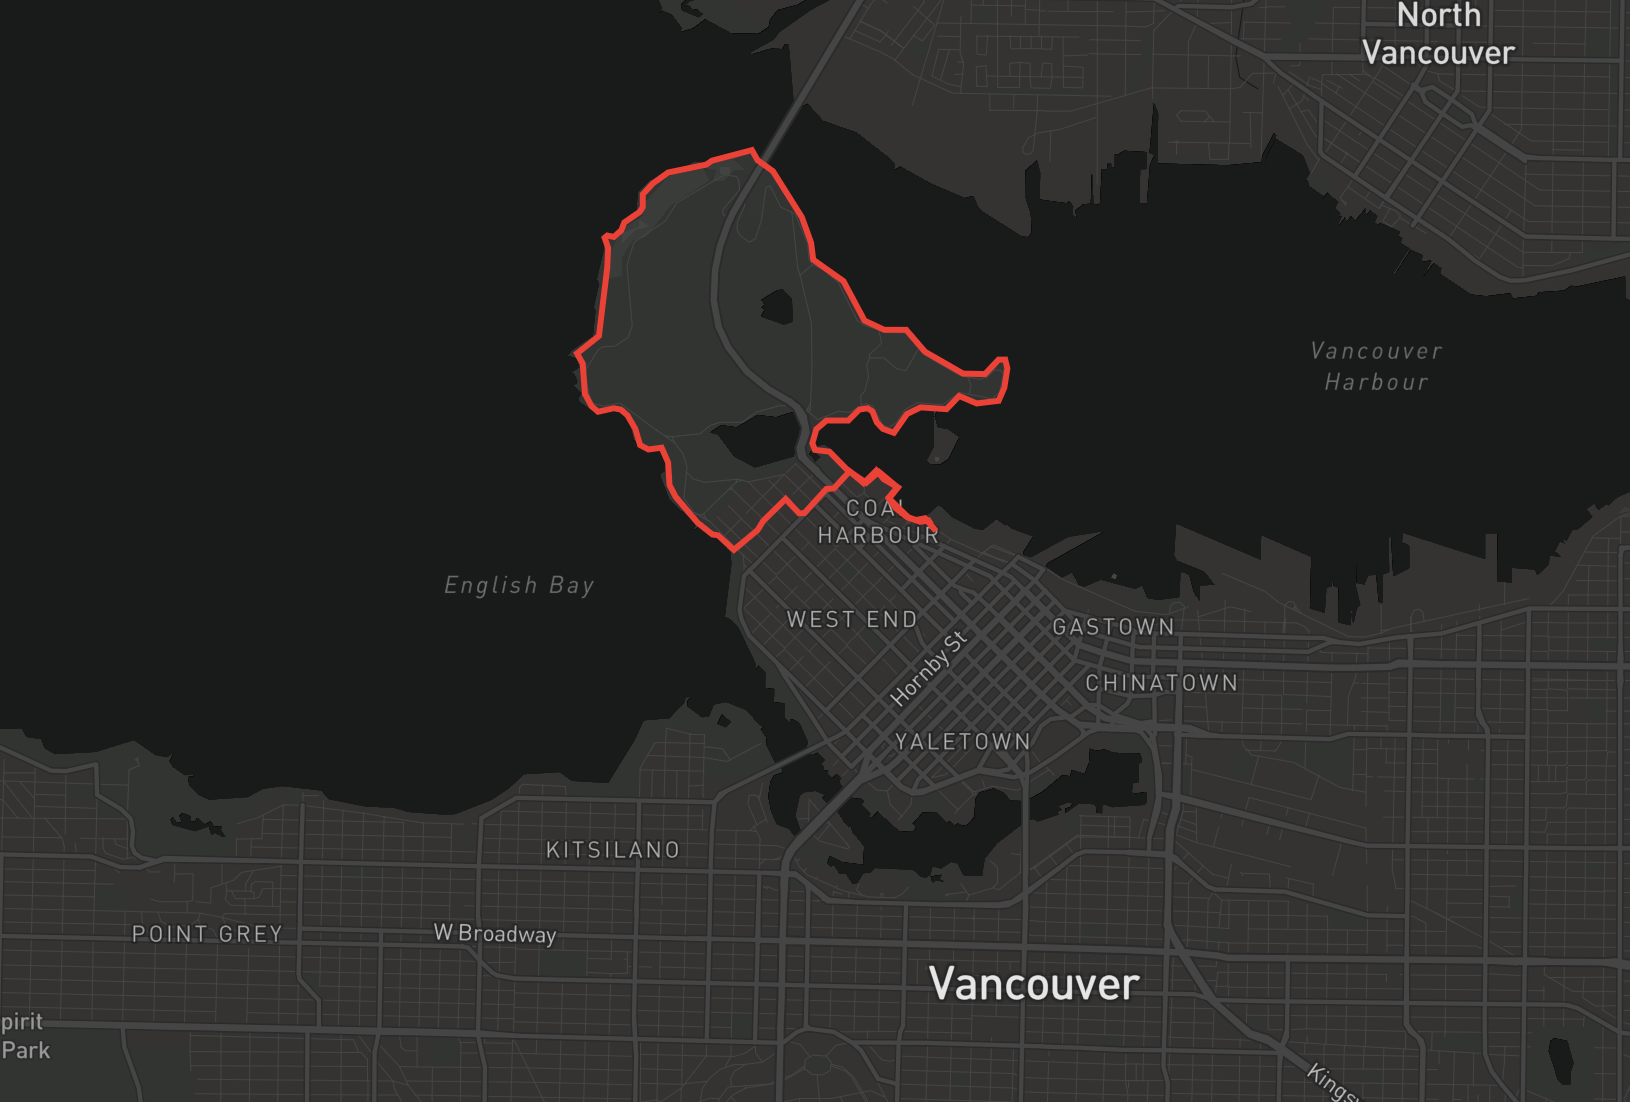 North
Vancouver
Vancouver
Harbour
COAL
HARBOUR
English Bay
WEST END
Hornby St
GASTOWN
CHINATOWN
YALETOWN
KITSILANO
POINT GREY
W Broadway
Vancouver
pirit
Park
Kings